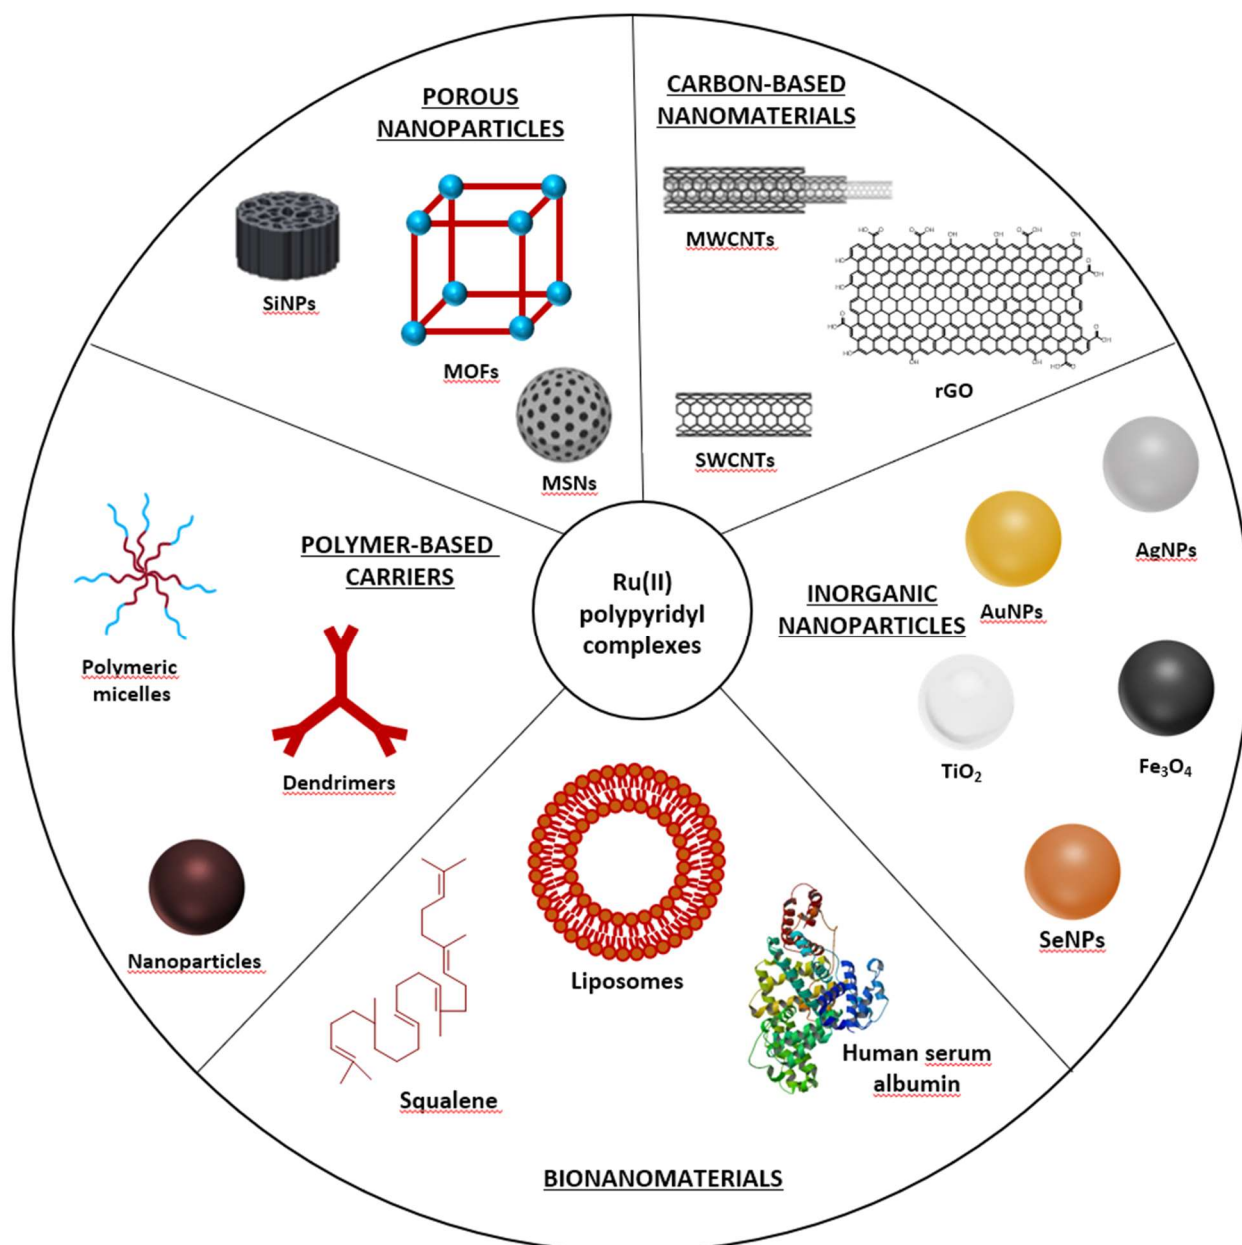 POROUS
NANOPARTICLES
SiNPs
MOFs
MSNs
CARBON-BASED
NANOMATERIALS
MWCNTs
rGO
SWCNTs
POLYMER-BASED
CARRIERS
Polymeric
micelles
Dendrimers
Nanoparticles
Ru(II)
polypyridyl
complexes
INORGANIC
NANOPARTICLES
AgNPs
AuNPs
TiO₂
Fe₃O₄
SeNPs
Liposomes
Squalene
Human serum
albumin
BIONANOMATERIALS